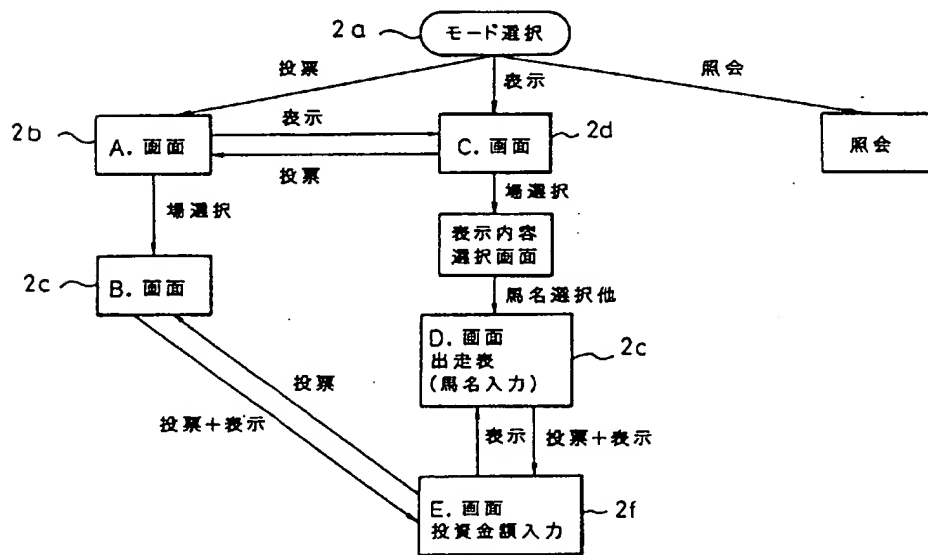 2a
モード選択
投票
表示
照会
2b
A. 画面
表示
投票
C. 画面
2d
照会
場選択
場選択
表示内容
選択画面
2c
B. 画面
馬名選択他
D. 画面
出走表
(馬名入力)
2c
投票
投票+表示
表示
投票+表示
E. 画面
投資金額入力
2f